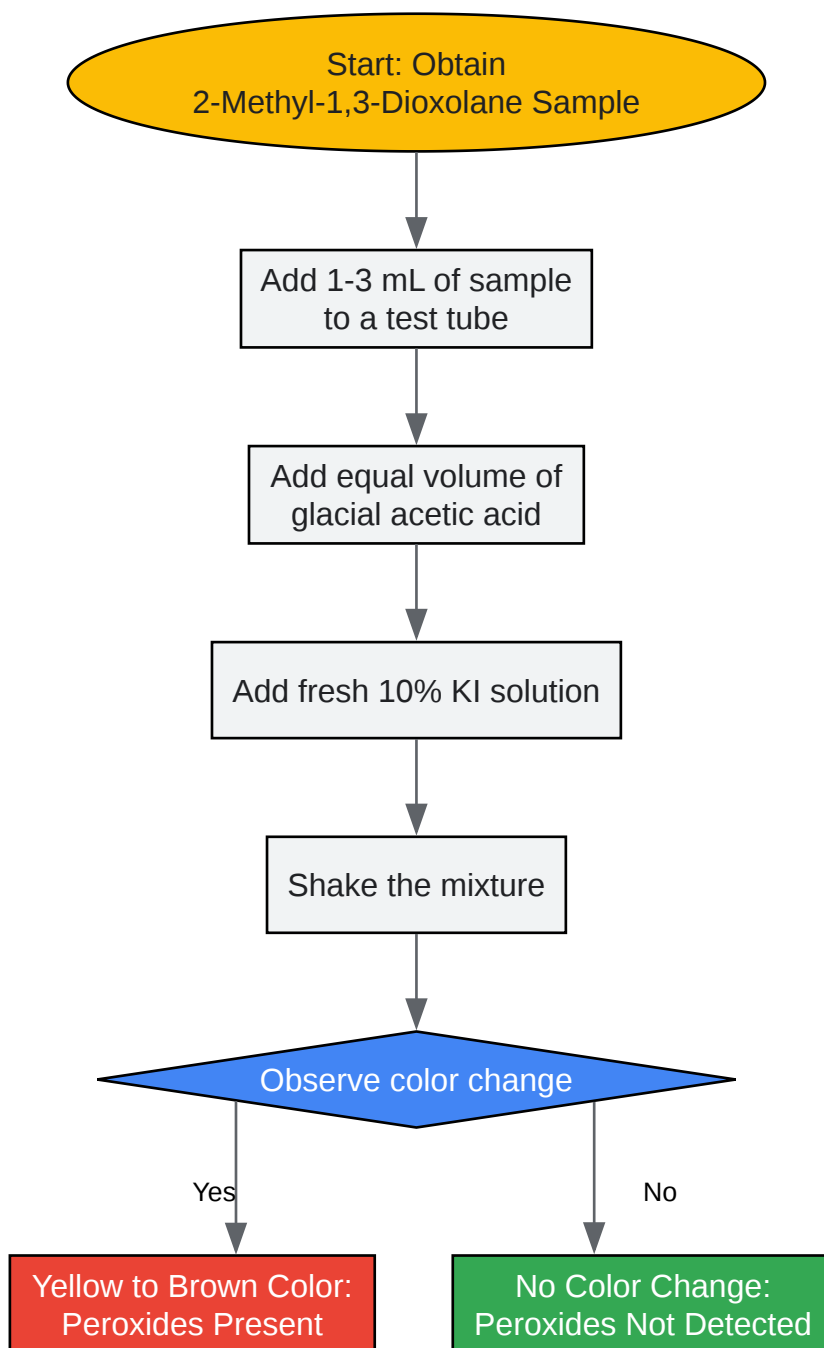 Start: Obtain
2-Methyl-1,3-Dioxolane Sample
Add 1-3 mL of sample
to a test tube
Add equal volume of
glacial acetic acid
Add fresh 10% KI solution
Shake the mixture
Observe color change
Yes
No
Yellow to Brown Color:
Peroxides Present
No Color Change:
Peroxides Not Detected